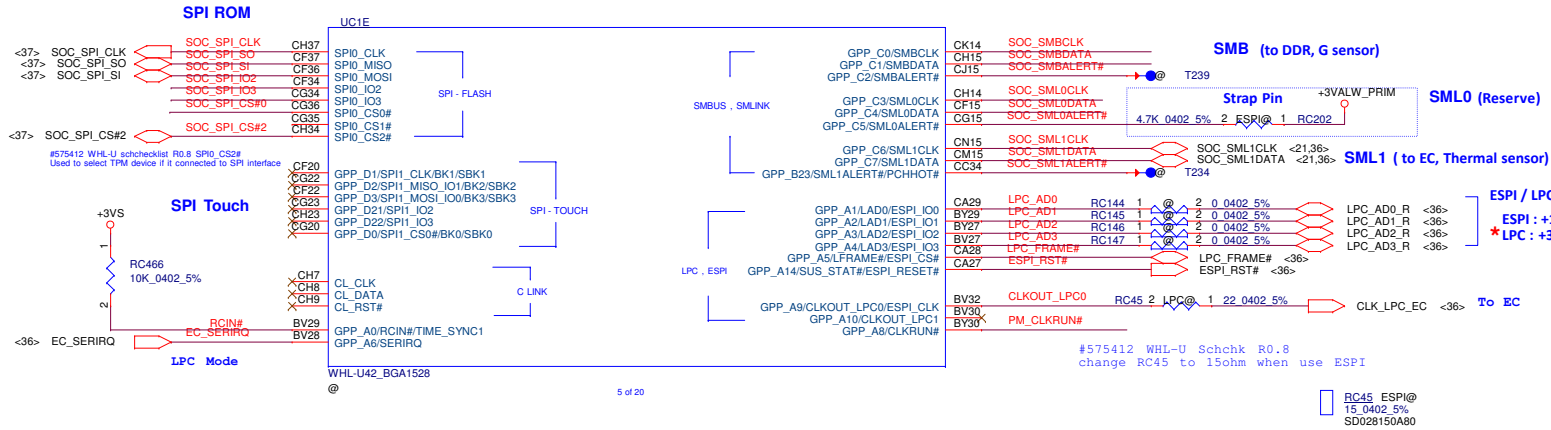 SPI ROM
UC1E
<37> SOC_SPI_CLK SOC_SPI_CLK CH37 SPI0_CLK
<37> SOC_SPI_SO SOC_SPI_SO CF37 SPI0_MISO
<37> SOC_SPI_SI SOC_SPI_SI CF36 SPI0_MOSI
SOC_SPI_IO2 CF34 SPI0_IO2
SOC_SPI_IO3 CG34 SPI0_IO3
SOC_SPI_CS#0 CG36 SPI0_CS0#
CG35 SPI0_CS1#
<37> SOC_SPI_CS#2 SOC_SPI_CS#2 CH34 SPI0_CS2#
SPI - FLASH
#575412 WHL-U schchecklist R0.8 SPI0_CS2#
Used to select TPM device if it connected to SPI interface
CF20 GPP_D1/SPI1_CLK/BK1/SBK1
CG22 GPP_D2/SPI1_MISO_IO1/BK2/SBK2
CF22 GPP_D3/SPI1_MOSI_IO0/BK3/SBK3
CG23 GPP_D21/SPI1_IO2
CH23 GPP_D22/SPI1_IO3
CG20 GPP_D0/SPI1_CS0#/BK0/SBK0
SPI - TOUCH
SPI Touch
+3VS
1
RC466
10K_0402_5%
2
CH7 CL_CLK
CH8 CL_DATA
CH9 CL_RST#
C LINK
RCIN# BV29 GPP_A0/RCIN#/TIME_SYNC1
<36> EC_SERIRQ EC_SERIRQ BV28 GPP_A6/SERIRQ
LPC Mode
WHL-U42_BGA1528
@
5 of 20
SMBUS , SMLINK
GPP_C0/SMBCLK CK14 SOC_SMBCLK
GPP_C1/SMBDATA CH15 SOC_SMBDATA
GPP_C2/SMBALERT# CJ15 SOC_SMBALERT# @ T239
SMB (to DDR, G sensor)
GPP_C3/SML0CLK CH14 SOC_SML0CLK
GPP_C4/SML0DATA CF15 SOC_SML0DATA
GPP_C5/SML0ALERT# CG15 SOC_SML0ALERT# 4.7K_0402_5% 2 ESPI@ 1 RC202
Strap Pin
+3VALW_PRIM
SML0 (Reserve)
GPP_C6/SML1CLK CN15 SOC_SML1CLK SOC_SML1CLK <21,36>
GPP_C7/SML1DATA CM15 SOC_SML1DATA SOC_SML1DATA <21,36>
GPP_B23/SML1ALERT#/PCHHOT# CC34 SOC_SML1ALERT# @ T234
SML1 ( to EC, Thermal sensor)
LPC , ESPI
GPP_A1/LAD0/ESPI_IO0 CA29 LPC_AD0 RC144 1 @ 2 0_0402_5% LPC_AD0_R <36>
GPP_A2/LAD1/ESPI_IO1 BY29 LPC_AD1 RC145 1 @ 2 0_0402_5% LPC_AD1_R <36>
GPP_A3/LAD2/ESPI_IO2 BY27 LPC_AD2 RC146 1 @ 2 0_0402_5% LPC_AD2_R <36>
GPP_A4/LAD3/ESPI_IO3 BV27 LPC_AD3 RC147 1 @ 2 0_0402_5% LPC_AD3_R <36>
GPP_A5/LFRAME#/ESPI_CS# CA28 LPC_FRAME# LPC_FRAME# <36>
GPP_A14/SUS_STAT#/ESPI_RESET# CA27 ESPI_RST# ESPI_RST# <36>
ESPI / LPC
ESPI : +
*LPC : +3
GPP_A9/CLKOUT_LPC0/ESPI_CLK BV32 CLKOUT_LPC0 RC45 2 LPC@ 1 22_0402_5% CLK_LPC_EC <36> To EC
GPP_A10/CLKOUT_LPC1 BV30
GPP_A8/CLKRUN# BY30 PM_CLKRUN#
#575412 WHL-U Schchk R0.8
change RC45 to 15ohm when use ESPI
RC45 ESPI@
15_0402_5%
SD028150A80